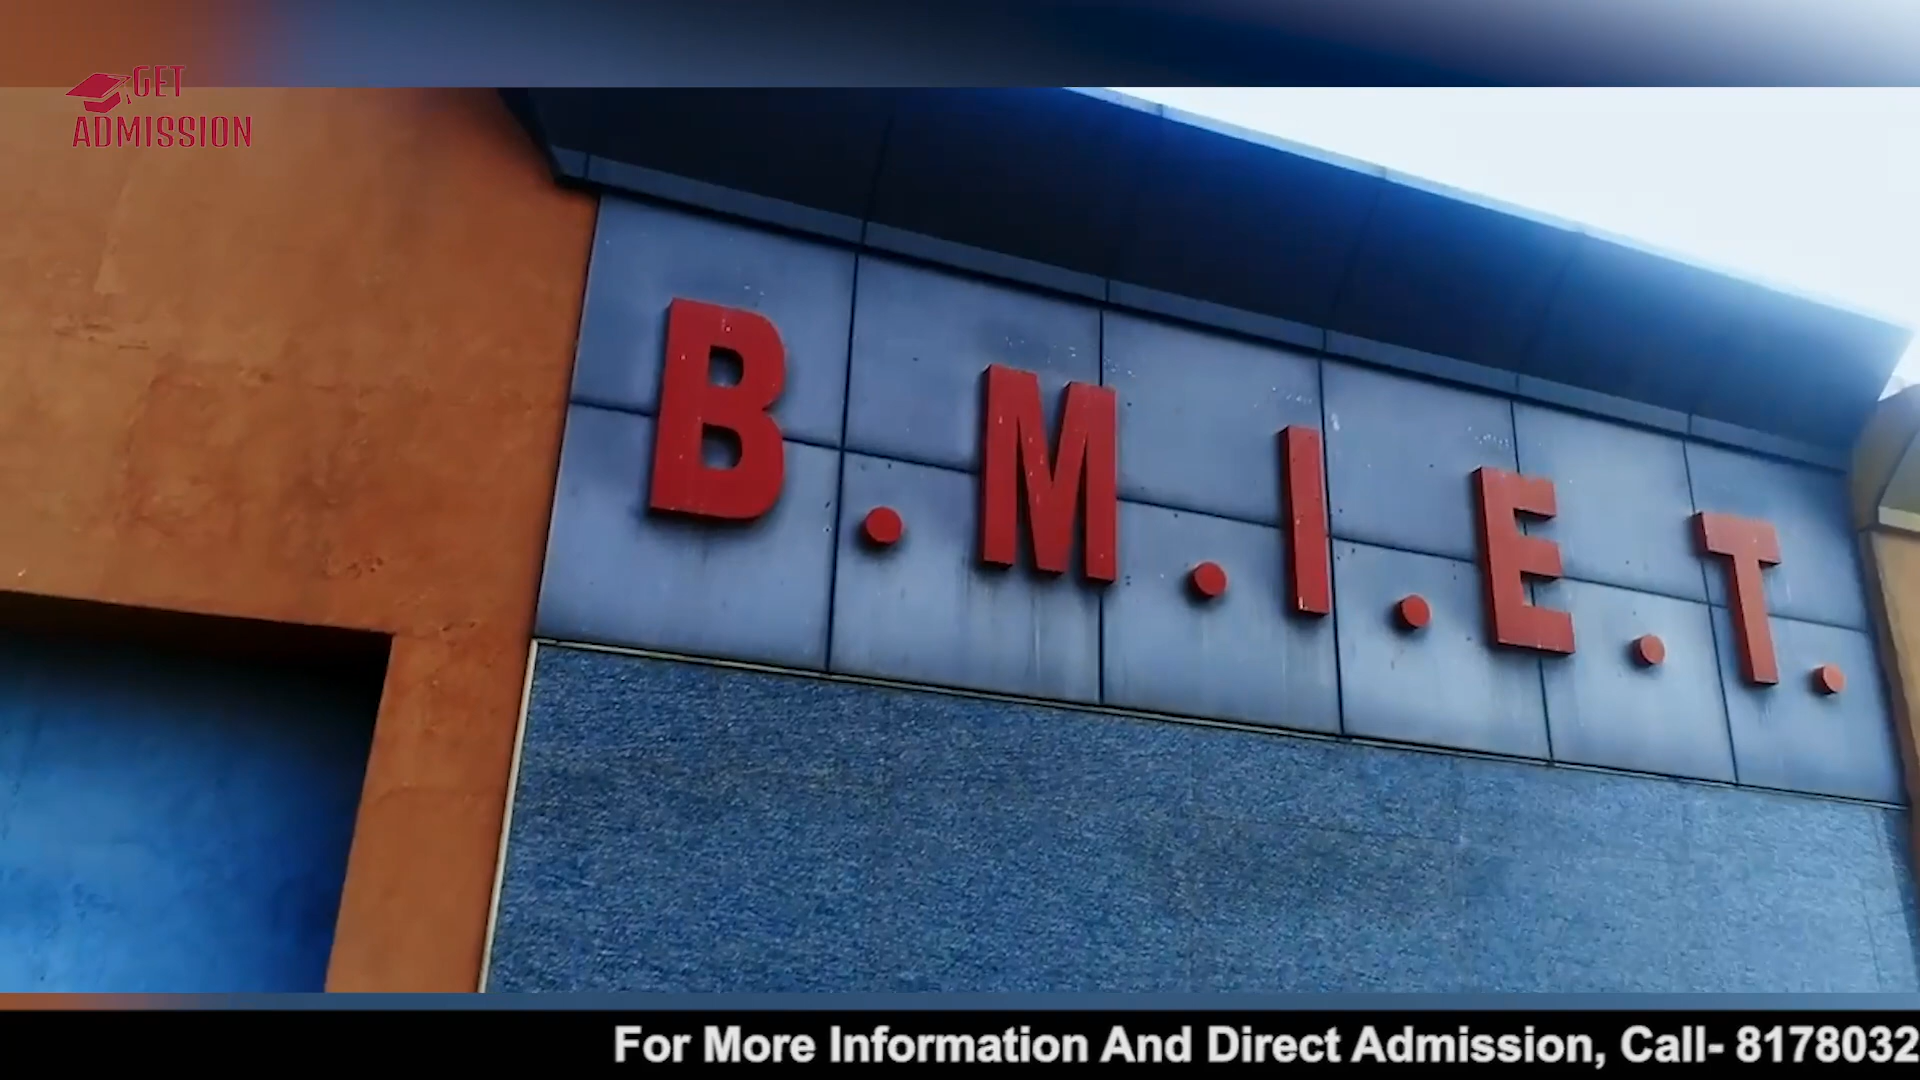 GET
ADMISSION
B.M.I.E.T.
For More Information And Direct Admission, Call- 8178032